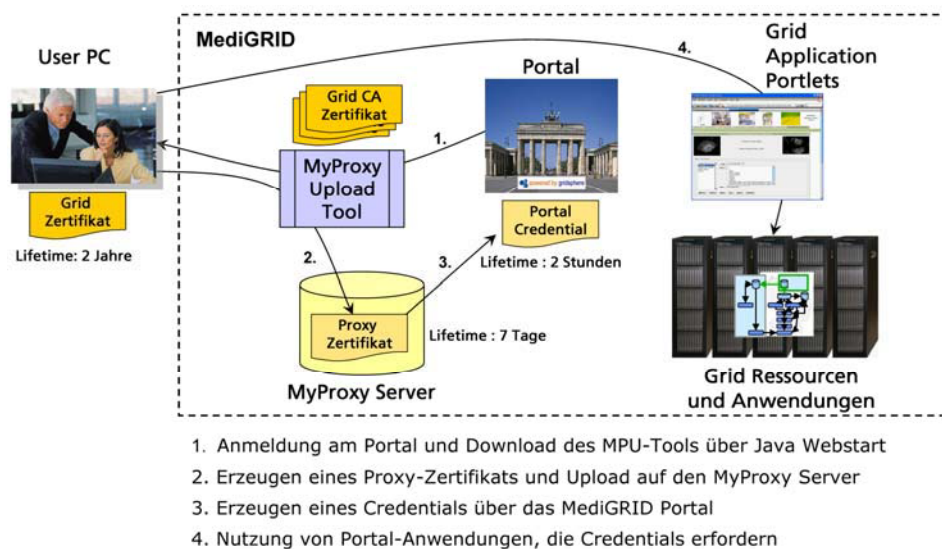 MediGRID
User PC
Grid
Zertifikat
Lifetime: 2 Jahre
Grid CA
Zertifikat
MyProxy
Upload
Tool
1.
Portal
powered by gridsphere
Portal
Credential
Lifetime : 2 Stunden
2.
3.
Proxy
Zertifikat
Lifetime : 7 Tage
MyProxy Server
4.
Grid
Application
Portlets
Grid Ressourcen
und Anwendungen
1. Anmeldung am Portal und Download des MPU-Tools über Java Webstart
2. Erzeugen eines Proxy-Zertifikats und Upload auf den MyProxy Server
3. Erzeugen eines Credentials über das MediGRID Portal
4. Nutzung von Portal-Anwendungen, die Credentials erfordern